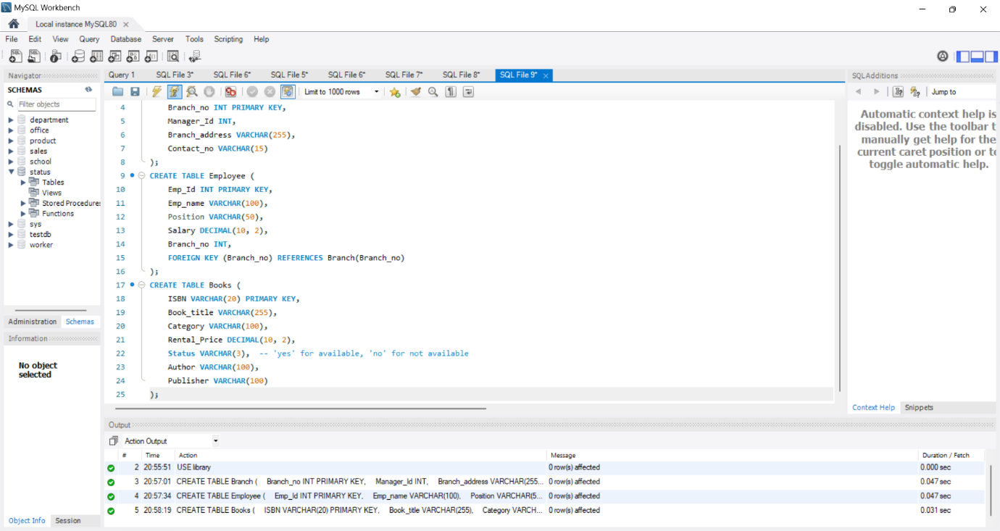 MySQL Workbench
Local instance MySQL80
File Edit View Query Database Server Tools Scripting Help
Navigator
SCHEMAS
Filter objects
department
office
product
sales
school
status
Tables
Views
Stored Procedures
Functions
sys
testdb
worker
Administration Schemas
Information
No object
selected
Object Info Session
Query 1 SQL File 3* SQL File 6* SQL File 5* SQL File 6* SQL File 7* SQL File 8* SQL File 9*
Limit to 1000 rows
4 Branch_no INT PRIMARY KEY,
5 Manager_Id INT,
6 Branch_address VARCHAR(255),
7 Contact_no VARCHAR(15)
8 );
9 CREATE TABLE Employee (
10 Emp_Id INT PRIMARY KEY,
11 Emp_name VARCHAR(100),
12 Position VARCHAR(50),
13 Salary DECIMAL(10, 2),
14 Branch_no INT,
15 FOREIGN KEY (Branch_no) REFERENCES Branch(Branch_no)
16 );
17 CREATE TABLE Books (
18 ISBN VARCHAR(20) PRIMARY KEY,
19 Book_title VARCHAR(255),
20 Category VARCHAR(100),
21 Rental_Price DECIMAL(10, 2),
22 Status VARCHAR(3), -- 'yes' for available, 'no' for not available
23 Author VARCHAR(100),
24 Publisher VARCHAR(100)
25 );
SQLAdditions
Jump to
Automatic context help is
disabled. Use the toolbar t
manually get help for the
current caret position or to
toggle automatic help.
Context Help Snippets
Output
Action Output
# Time Action Message Duration / Fetch
2 20:55:51 USE library 0 row(s) affected 0.000 sec
3 20:57:01 CREATE TABLE Branch ( Branch_no INT PRIMARY KEY, Manager_Id INT, Branch_address VARCHAR(255... 0 row(s) affected 0.047 sec
4 20:57:34 CREATE TABLE Employee ( Emp_Id INT PRIMARY KEY, Emp_name VARCHAR(100), Position VARCHAR(5... 0 row(s) affected 0.047 sec
5 20:58:19 CREATE TABLE Books ( ISBN VARCHAR(20) PRIMARY KEY, Book_title VARCHAR(255), Category VARCH... 0 row(s) affected 0.031 sec